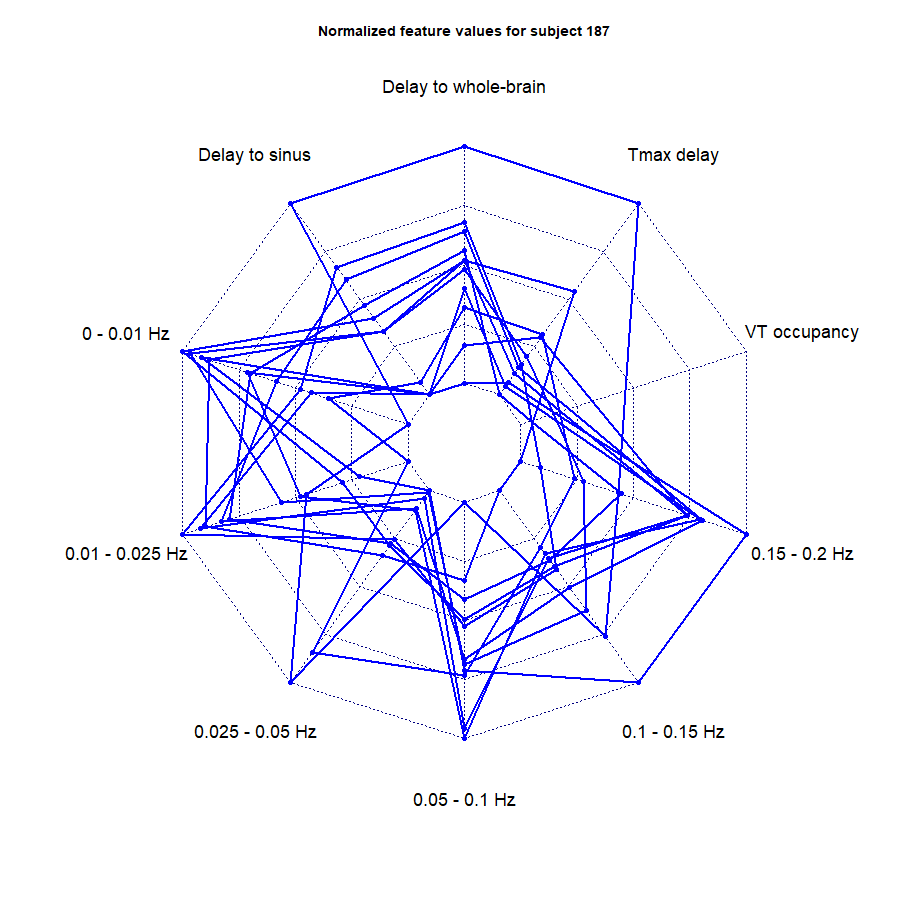 Normalized feature values for subject 187
Delay to whole-brain
Delay to sinus
Tmax delay
0 - 0.01 Hz
VT occupancy
0.01 - 0.025 Hz
0.15 - 0.2 Hz
0.025 - 0.05 Hz
0.1 - 0.15 Hz
0.05 - 0.1 Hz